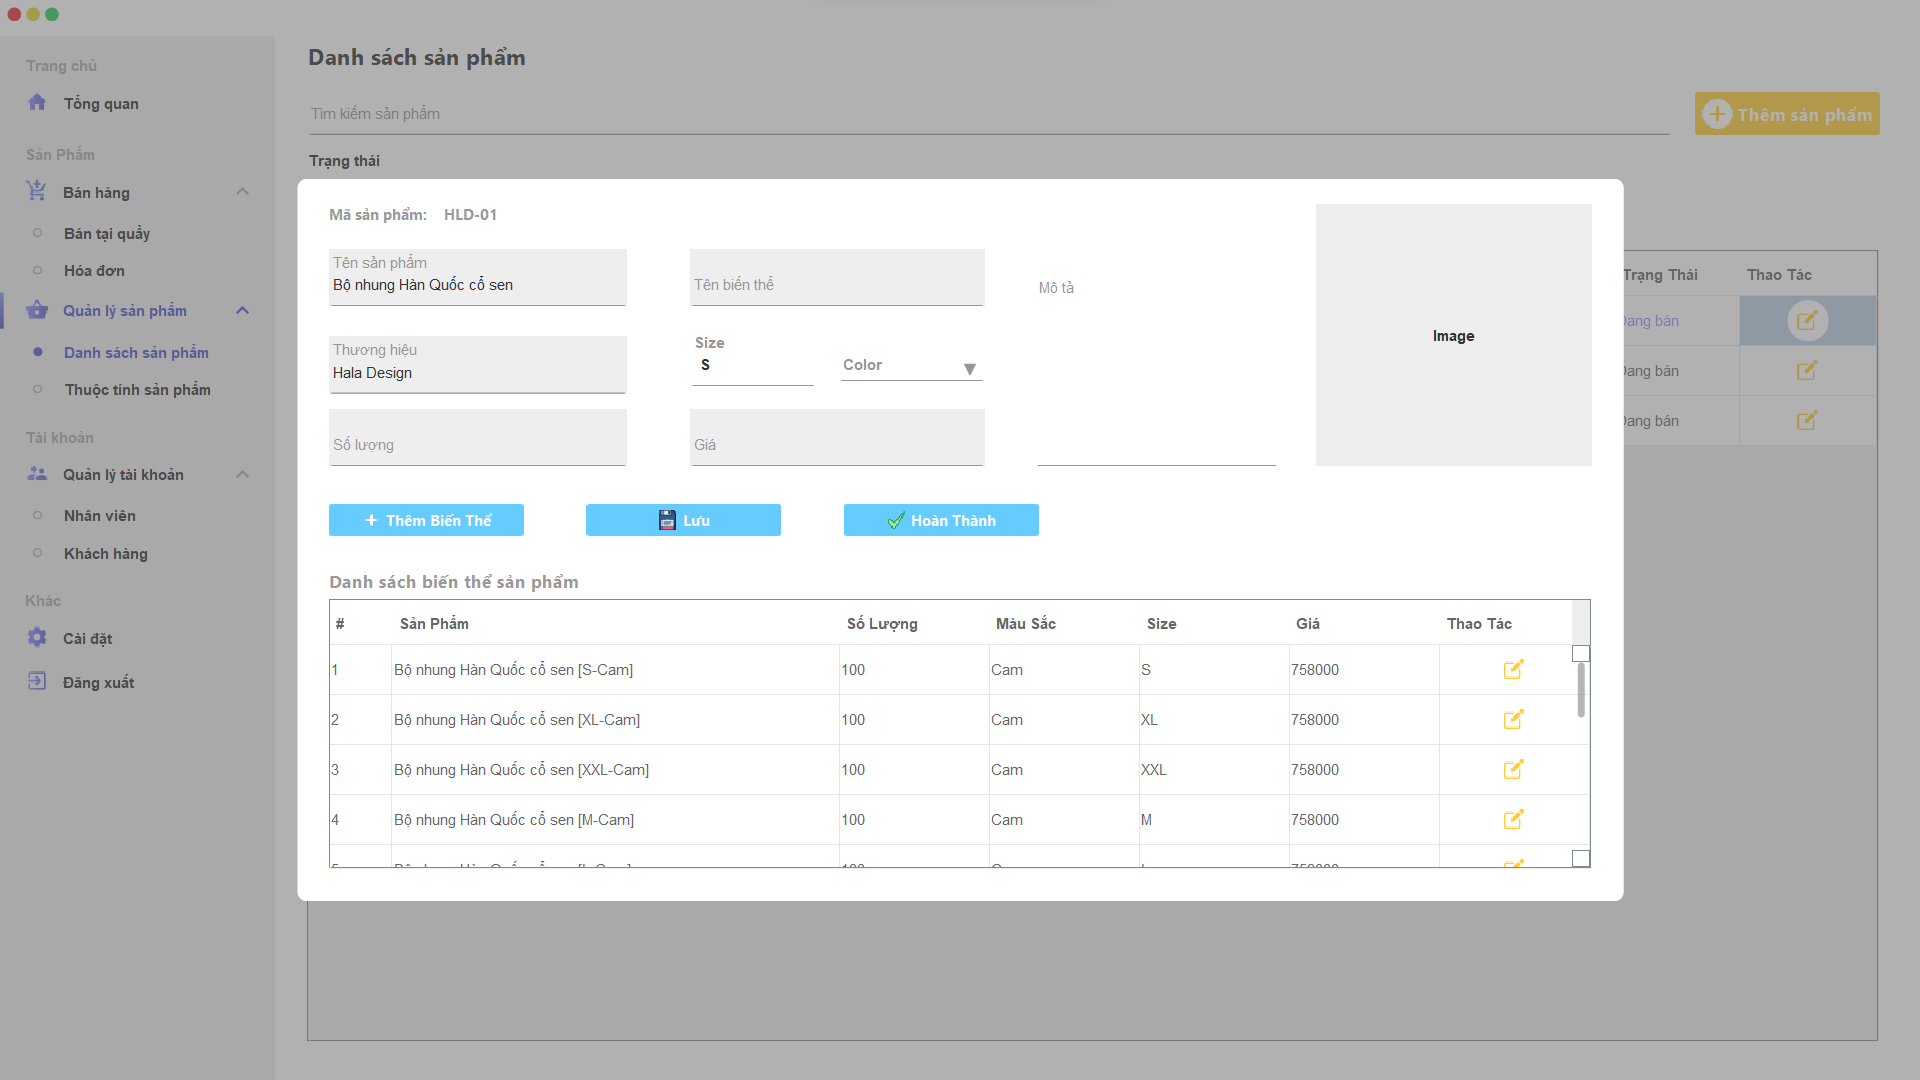 Trang chủ
Tổng quan
Sản Phẩm
Bán hàng
Bán tại quầy
Hóa đơn
Quản lý sản phẩm
Danh sách sản phẩm
Thuộc tính sản phẩm
Tài khoản
Quản lý tài khoản
Nhân viên
Khách hàng
Khác
Cài đặt
Đăng xuất
Danh sách sản phẩm
Tìm kiếm sản phẩm
Thêm sản phẩm
Trạng thái
Trạng Thái Thao Tác
Đang bán
Đang bán
Đang bán
Mã sản phẩm: HLD-01
Tên sản phẩm
Bộ nhung Hàn Quốc cổ sen
Tên biến thể
Mô tả
Image
Thương hiệu
Hala Design
Size
S
Color
Số lượng
Giá
Thêm Biến Thể
Lưu
Hoàn Thành
Danh sách biến thể sản phẩm
# Sản Phẩm Số Lượng Màu Sắc Size Giá Thao Tác
1 Bộ nhung Hàn Quốc cổ sen [S-Cam] 100 Cam S 758000
2 Bộ nhung Hàn Quốc cổ sen [XL-Cam] 100 Cam XL 758000
3 Bộ nhung Hàn Quốc cổ sen [XXL-Cam] 100 Cam XXL 758000
4 Bộ nhung Hàn Quốc cổ sen [M-Cam] 100 Cam M 758000